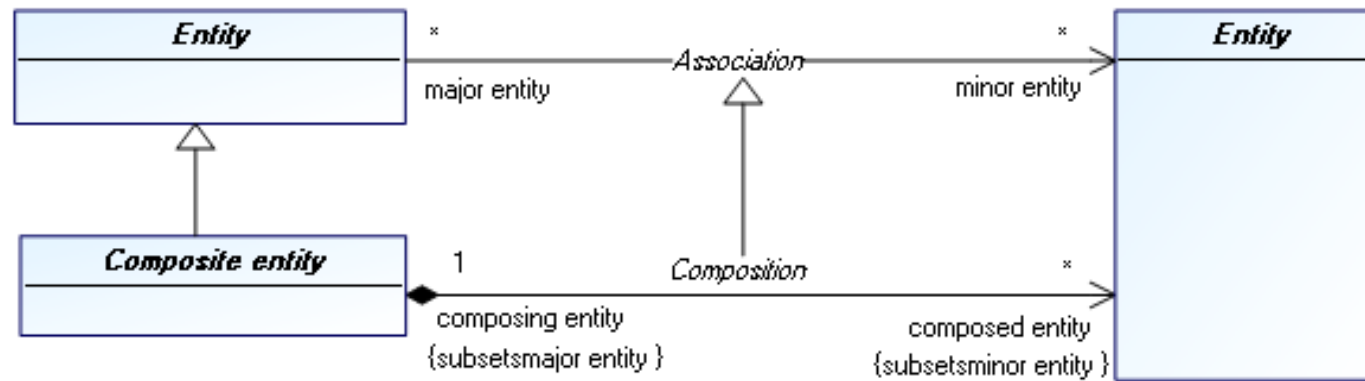 Entity
*
Association
*
Entity
major entity
minor entity
Composite entity
1
Composition
*
composing entity
composed entity
{subsetsmajor entity }
{subsetsminor entity }